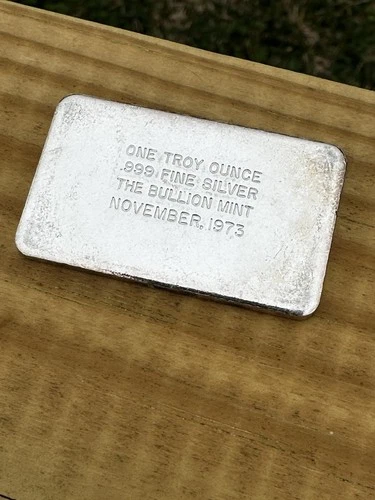 ONE TROY OUNCE
.999 FINE SILVER
THE BULLION MINT
NOVEMBER, 1973